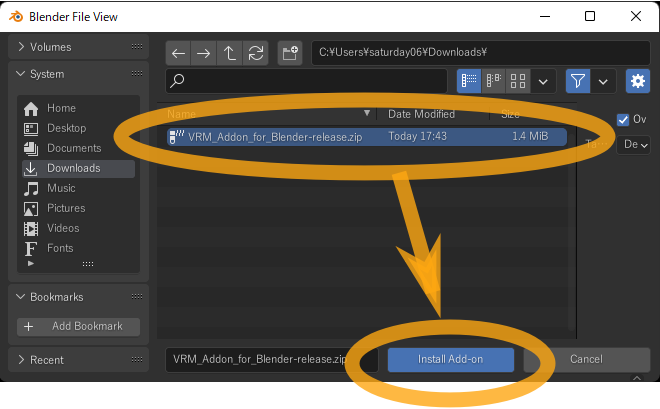 Blender File View
Volumes
System
Home
Desktop
Documents
Downloads
Music
Pictures
Videos
Fonts
Bookmarks
Add Bookmark
Recent
C:¥Users¥saturday06¥Downloads¥
Name Date Modified Size
VRM_Addon_for_Blender-release.zip Today 17:43 1.4 MiB
Ov
De
VRM_Addon_for_Blender-release.zip
Install Add-on
Cancel